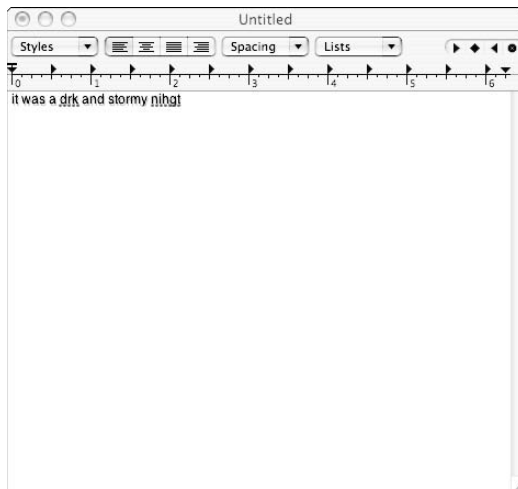 Untitled
Styles Spacing Lists
0 1 2 3 4 5 6
it was a drk and stormy nihgt